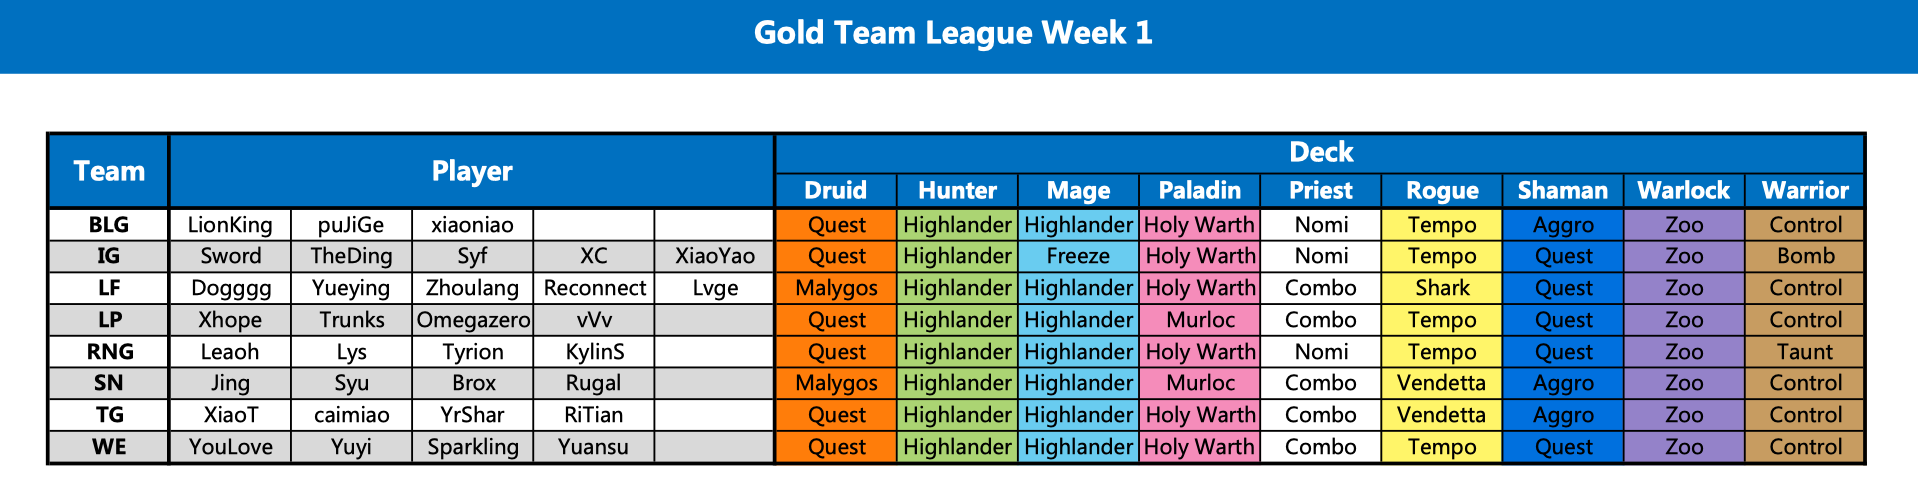 Gold Team League Week 1
Team Player Deck
Druid Hunter Mage Paladin Priest Rogue Shaman Warlock Warrior
BLG LionKing puJiGe xiaoniao Quest Highlander Highlander Holy Warth Nomi Tempo Aggro Zoo Control
IG Sword TheDing Syf XC XiaoYao Quest Highlander Freeze Holy Warth Nomi Tempo Quest Zoo Bomb
LF Dogggg Yueying Zhoulang Reconnect Lvge Malygos Highlander Highlander Holy Warth Combo Shark Quest Zoo Control
LP Xhope Trunks Omegazero vVv Quest Highlander Highlander Murloc Combo Tempo Quest Zoo Control
RNG Leaoh Lys Tyrion KylinS Quest Highlander Highlander Holy Warth Nomi Tempo Quest Zoo Taunt
SN Jing Syu Brox Rugal Malygos Highlander Highlander Murloc Combo Vendetta Aggro Zoo Control
TG XiaoT caimiao YrShar RiTian Quest Highlander Highlander Holy Warth Combo Vendetta Aggro Zoo Control
WE YouLove Yuyi Sparkling Yuansu Quest Highlander Highlander Holy Warth Combo Tempo Quest Zoo Control